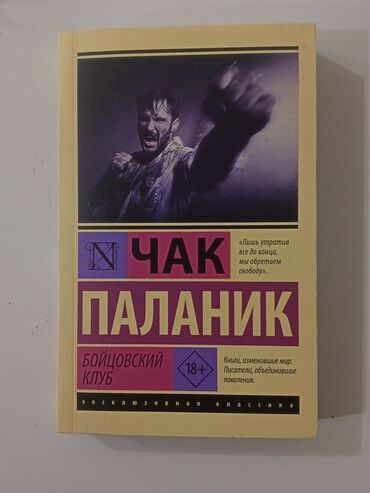 «Лишь утратив
все до конца,
мы обретаем
свободу».
N ЧАК
ПАЛАНИК
БОЙЦОВСКИЙ
КЛУБ
18+
Книги, изменившие мир.
Писатели, объединившие
поколения.
эксклюзивная классика